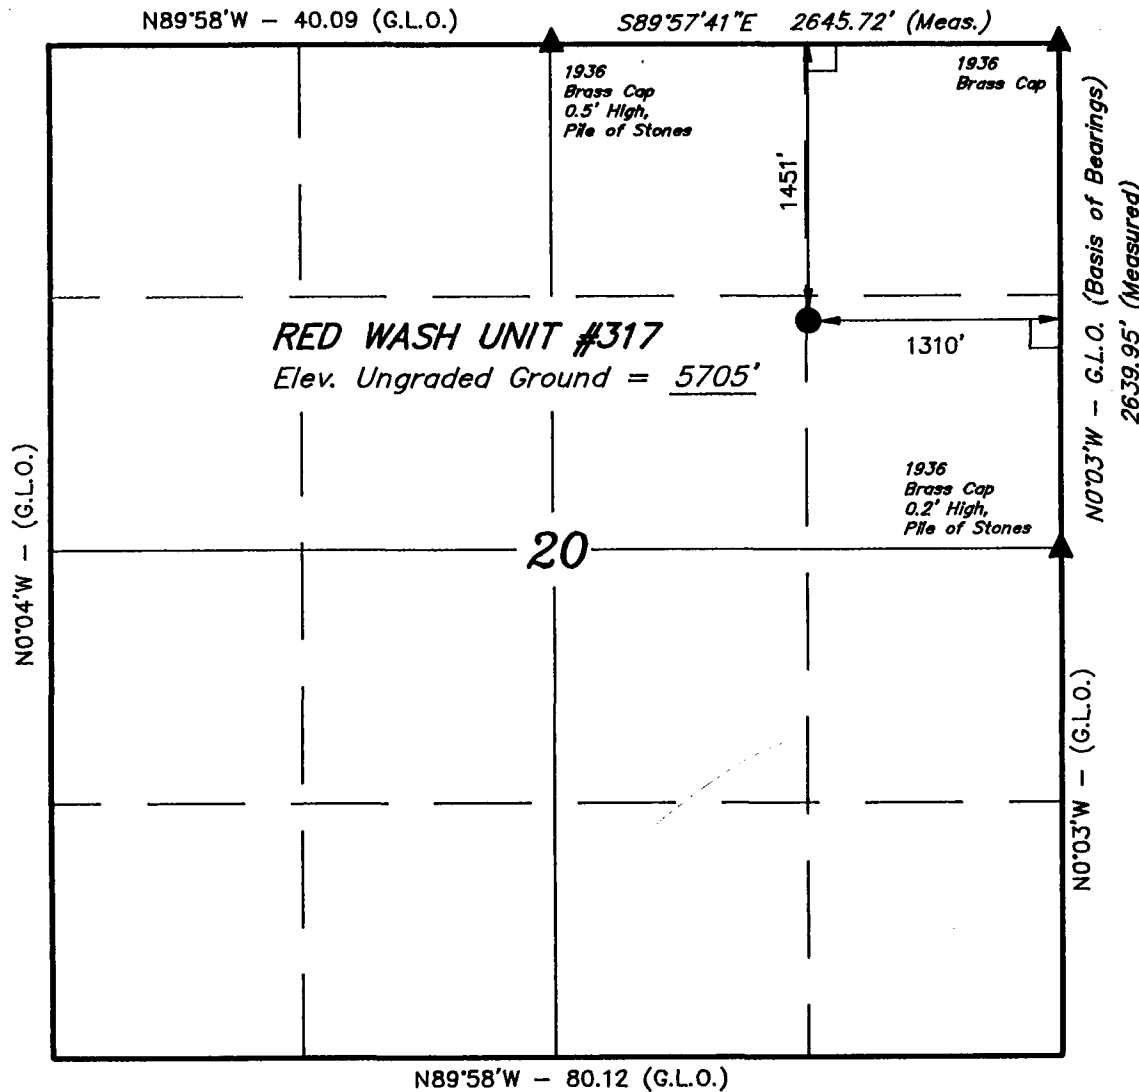 N89°58'W - 40.09 (G.L.O.)
S89°57'41"E 2645.72' (Meas.)
1936
Brass Cap
0.5' High,
Pile of Stones
1936
Brass Cap
1451'
N0°03'W - G.L.O. (Basis of Bearings)
2639.95' (Measured)
RED WASH UNIT #317
Elev. Ungraded Ground = 5705'
1310'
1936
Brass Cap
0.2' High,
Pile of Stones
N0°04'W - (G.L.O.)
20
N0°03'W - (G.L.O.)
N89°58'W - 80.12 (G.L.O.)